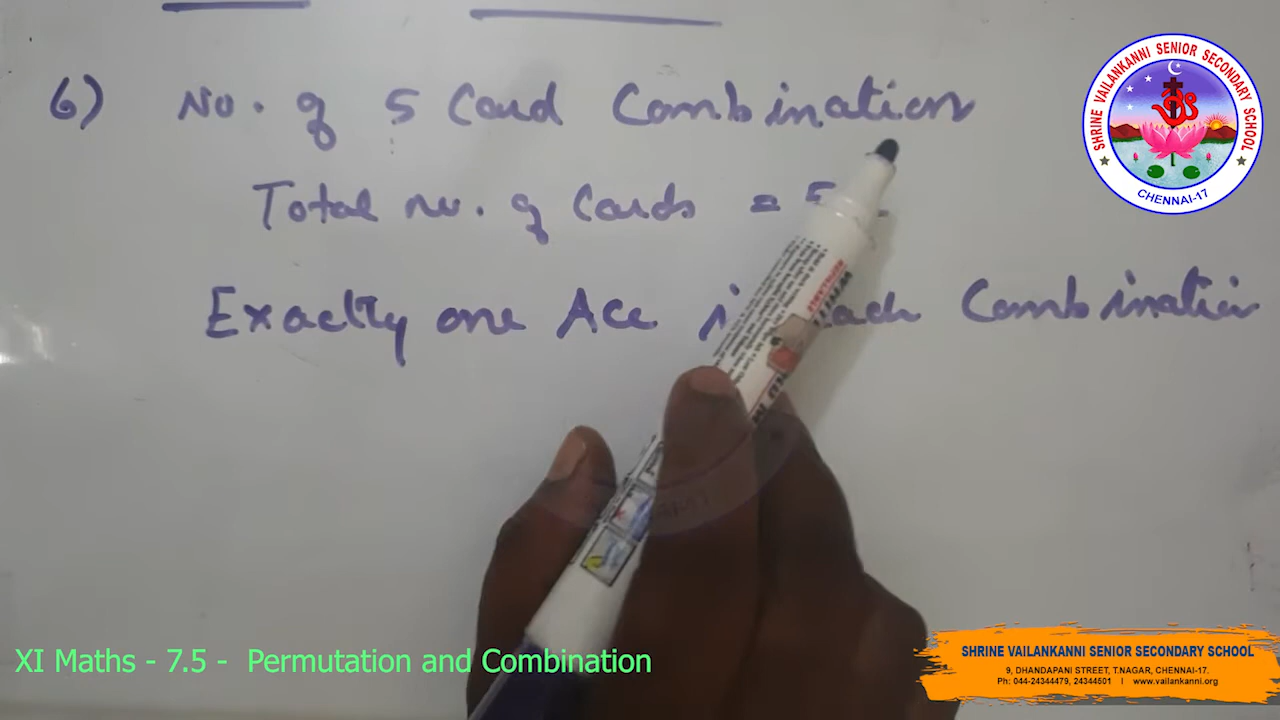 6) No. of 5 Card Combination
Total no. of Cards = 5
Exactly one Ace each Combination
SHRINE VAILANKANNI SENIOR SECONDARY SCHOOL
CHENNAI-17
XI Maths - 7.5 - Permutation and Combination
SHRINE VAILANKANNI SENIOR SECONDARY SCHOOL
9, DHANDAPANI STREET, T.NAGAR, CHENNAI-17.
Ph: 044-24344479, 24344501 | www.vailankanni.org